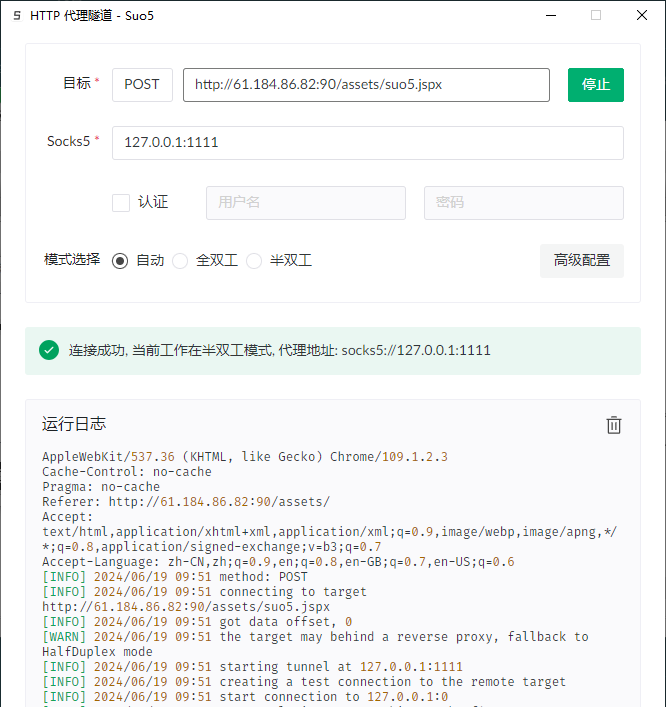 HTTP 代理隧道 - Suo5
目标 * POST http://61.184.86.82:90/assets/suo5.jspx 停止
Socks5 * 127.0.0.1:1111
认证 用户名 密码
模式选择 自动 全双工 半双工 高级配置
连接成功, 当前工作在半双工模式, 代理地址: socks5://127.0.0.1:1111
运行日志
AppleWebKit/537.36 (KHTML, like Gecko) Chrome/109.1.2.3
Cache-Control: no-cache
Pragma: no-cache
Referer: http://61.184.86.82:90/assets/
Accept:
text/html,application/xhtml+xml,application/xml;q=0.9,image/webp,image/apng,*/
*;q=0.8,application/signed-exchange;v=b3;q=0.7
Accept-Language: zh-CN,zh;q=0.9,en;q=0.8,en-GB;q=0.7,en-US;q=0.6
[INFO] 2024/06/19 09:51 method: POST
[INFO] 2024/06/19 09:51 connecting to target
http://61.184.86.82:90/assets/suo5.jspx
[INFO] 2024/06/19 09:51 got data offset, 0
[WARN] 2024/06/19 09:51 the target may behind a reverse proxy, fallback to
HalfDuplex mode
[INFO] 2024/06/19 09:51 starting tunnel at 127.0.0.1:1111
[INFO] 2024/06/19 09:51 creating a test connection to the remote target
[INFO] 2024/06/19 09:51 start connection to 127.0.0.1:0